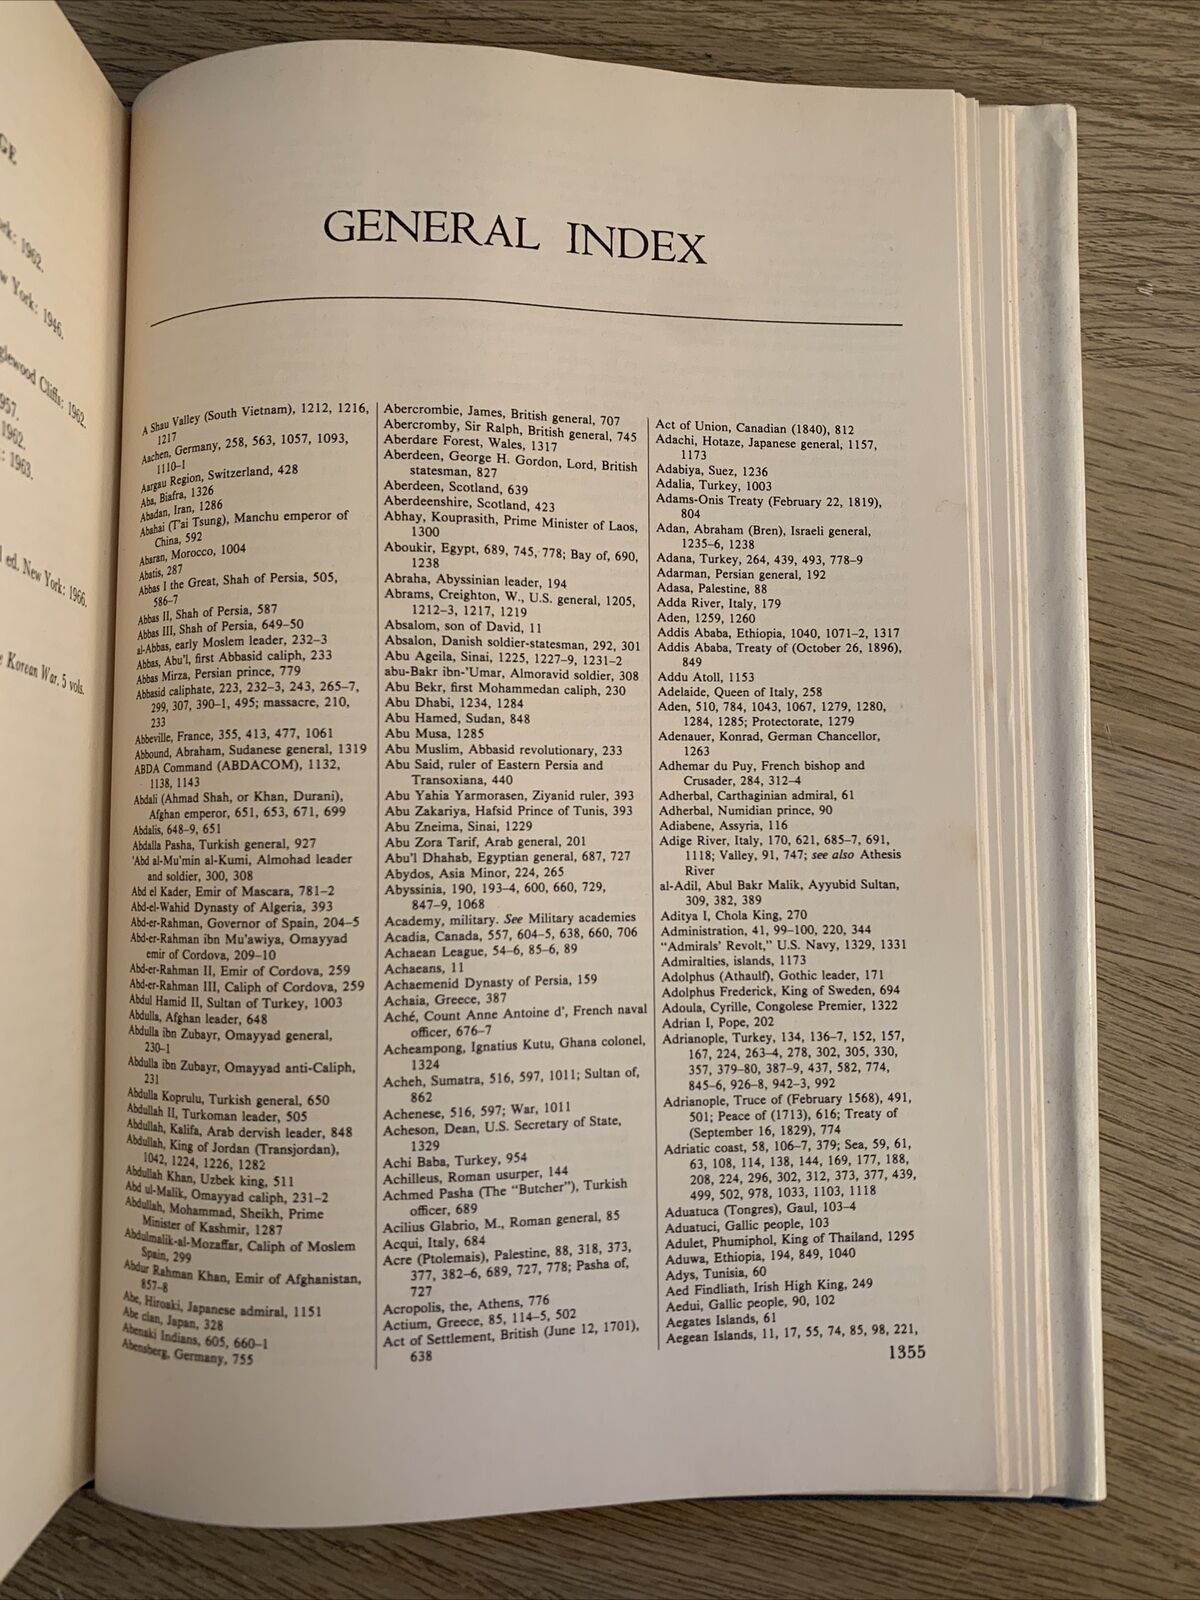 GE
rk: 1962.
w York: 1946.
glewood Cliffs: 1962.
957.
1962.
: 1963.
l ed. New York: 1966.
e Korean War. 5 vols.
GENERAL INDEX
A Shau Valley (South Vietnam), 1212, 1216,
1217
Aachen, Germany, 258, 563, 1057, 1093,
1110–1
Aargau Region, Switzerland, 428
Aba, Biafra, 1326
Abadan, Iran, 1286
Abahai (T'ai Tsung), Manchu emperor of
China, 592
Abaran, Morocco, 1004
Abatis, 287
Abbas I the Great, Shah of Persia, 505,
586–7
Abbas II, Shah of Persia, 587
Abbas III, Shah of Persia, 649–50
al-Abbas, early Moslem leader, 232–3
Abbas, Abu'l, first Abbasid caliph, 233
Abbas Mirza, Persian prince, 779
Abbasid caliphate, 223, 232–3, 243, 265–7,
299, 307, 390–1, 495; massacre, 210,
233
Abbeville, France, 355, 413, 477, 1061
Abbound, Abraham, Sudanese general, 1319
ABDA Command (ABDACOM), 1132,
1138, 1143
Abdali (Ahmad Shah, or Khan, Durani),
Afghan emperor, 651, 653, 671, 699
Abdalis, 648–9, 651
Abdalla Pasha, Turkish general, 927
'Abd al-Mu'min al-Kumi, Almohad leader
and soldier, 300, 308
Abd el Kader, Emir of Mascara, 781–2
Abd-el-Wahid Dynasty of Algeria, 393
Abd-er-Rahman, Governor of Spain, 204–5
Abd-er-Rahman ibn Mu'awiya, Omayyad
emir of Cordova, 209–10
Abd-er-Rahman II, Emir of Cordova, 259
Abd-er-Rahman III, Caliph of Cordova, 259
Abdul Hamid II, Sultan of Turkey, 1003
Abdulla, Afghan leader, 648
Abdulla ibn Zubayr, Omayyad general,
230–1
Abdulla ibn Zubayr, Omayyad anti-Caliph,
231
Abdulla Koprulu, Turkish general, 650
Abdullah II, Turkoman leader, 505
Abdullah, Kalifa, Arab dervish leader, 848
Abdullah, King of Jordan (Transjordan),
1042, 1224, 1226, 1282
Abdullah Khan, Uzbek king, 511
Abd ul-Malik, Omayyad caliph, 231–2
Abdullah, Mohammad, Sheikh, Prime
Minister of Kashmir, 1287
Abdulmalik-al-Mozaffar, Caliph of Moslem
Spain, 299
Abdur Rahman Khan, Emir of Afghanistan,
857–8
Abe, Hiroaki, Japanese admiral, 1151
Abe clan, Japan, 328
Abenaki Indians, 605, 660–1
Abensberg, Germany, 755
Abercrombie, James, British general, 707
Abercromby, Sir Ralph, British general, 745
Aberdare Forest, Wales, 1317
Aberdeen, George H. Gordon, Lord, British
statesman, 827
Aberdeen, Scotland, 639
Aberdeenshire, Scotland, 423
Abhay, Kouprasith, Prime Minister of Laos,
1300
Aboukir, Egypt, 689, 745, 778; Bay of, 690,
1238
Abraha, Abyssinian leader, 194
Abrams, Creighton, W., U.S. general, 1205,
1212–3, 1217, 1219
Absalom, son of David, 11
Absalon, Danish soldier-statesman, 292, 301
Abu Ageila, Sinai, 1225, 1227–9, 1231–2
abu-Bakr ibn-'Umar, Almoravid soldier, 308
Abu Bekr, first Mohammedan caliph, 230
Abu Dhabi, 1234, 1284
Abu Hamed, Sudan, 848
Abu Musa, 1285
Abu Muslim, Abbasid revolutionary, 233
Abu Said, ruler of Eastern Persia and
Transoxiana, 440
Abu Yahia Yarmorasen, Ziyanid ruler, 393
Abu Zakariya, Hafsid Prince of Tunis, 393
Abu Zneima, Sinai, 1229
Abu Zora Tarif, Arab general, 201
Abu'l Dhahab, Egyptian general, 687, 727
Abydos, Asia Minor, 224, 265
Abyssinia, 190, 193–4, 600, 660, 729,
847–9, 1068
Academy, military. See Military academies
Acadia, Canada, 557, 604–5, 638, 660, 706
Achaean League, 54–6, 85–6, 89
Achaeans, 11
Achaemenid Dynasty of Persia, 159
Achaia, Greece, 387
Aché, Count Anne Antoine d', French naval
officer, 676–7
Acheampong, Ignatius Kutu, Ghana colonel,
1324
Acheh, Sumatra, 516, 597, 1011; Sultan of,
862
Achenese, 516, 597; War, 1011
Acheson, Dean, U.S. Secretary of State,
1329
Achi Baba, Turkey, 954
Achilleus, Roman usurper, 144
Achmed Pasha (The "Butcher"), Turkish
officer, 689
Acilius Glabrio, M., Roman general, 85
Acqui, Italy, 684
Acre (Ptolemais), Palestine, 88, 318, 373,
377, 382–6, 689, 727, 778; Pasha of,
727
Acropolis, the, Athens, 776
Actium, Greece, 85, 114–5, 502
Act of Settlement, British (June 12, 1701),
638
Act of Union, Canadian (1840), 812
Adachi, Hotaze, Japanese general, 1157,
1173
Adabiya, Suez, 1236
Adalia, Turkey, 1003
Adams-Onis Treaty (February 22, 1819),
804
Adan, Abraham (Bren), Israeli general,
1235–6, 1238
Adana, Turkey, 264, 439, 493, 778–9
Adarman, Persian general, 192
Adasa, Palestine, 88
Adda River, Italy, 179
Aden, 1259, 1260
Addis Ababa, Ethiopia, 1040, 1071–2, 1317
Addis Ababa, Treaty of (October 26, 1896),
849
Addu Atoll, 1153
Adelaide, Queen of Italy, 258
Aden, 510, 784, 1043, 1067, 1279, 1280,
1284, 1285; Protectorate, 1279
Adenauer, Konrad, German Chancellor,
1263
Adhemar du Puy, French bishop and
Crusader, 284, 312–4
Adherbal, Carthaginian admiral, 61
Adherbal, Numidian prince, 90
Adiabene, Assyria, 116
Adige River, Italy, 170, 621, 685–7, 691,
1118; Valley, 91, 747; see also Athesis
River
al-Adil, Abul Bakr Malik, Ayyubid Sultan,
309, 382, 389
Aditya I, Chola King, 270
Administration, 41, 99–100, 220, 344
"Admirals' Revolt," U.S. Navy, 1329, 1331
Admiralties, islands, 1173
Adolphus (Athaulf), Gothic leader, 171
Adolphus Frederick, King of Sweden, 694
Adoula, Cyrille, Congolese Premier, 1322
Adrian I, Pope, 202
Adrianople, Turkey, 134, 136–7, 152, 157,
167, 224, 263–4, 278, 302, 305, 330,
357, 379–80, 387–9, 437, 582, 774,
845–6, 926–8, 942–3, 992
Adrianople, Truce of (February 1568), 491,
501; Peace of (1713), 616; Treaty of
(September 16, 1829), 774
Adriatic coast, 58, 106–7, 379; Sea, 59, 61,
63, 108, 114, 138, 144, 169, 177, 188,
208, 224, 296, 302, 312, 373, 377, 439,
499, 502, 978, 1033, 1103, 1118
Aduatuca (Tongres), Gaul, 103–4
Aduatuci, Gallic people, 103
Adulet, Phumiphol, King of Thailand, 1295
Aduwa, Ethiopia, 194, 849, 1040
Adys, Tunisia, 60
Aed Findliath, Irish High King, 249
Aedui, Gallic people, 90, 102
Aegates Islands, 61
Aegean Islands, 11, 17, 55, 74, 85, 98, 221,
1355